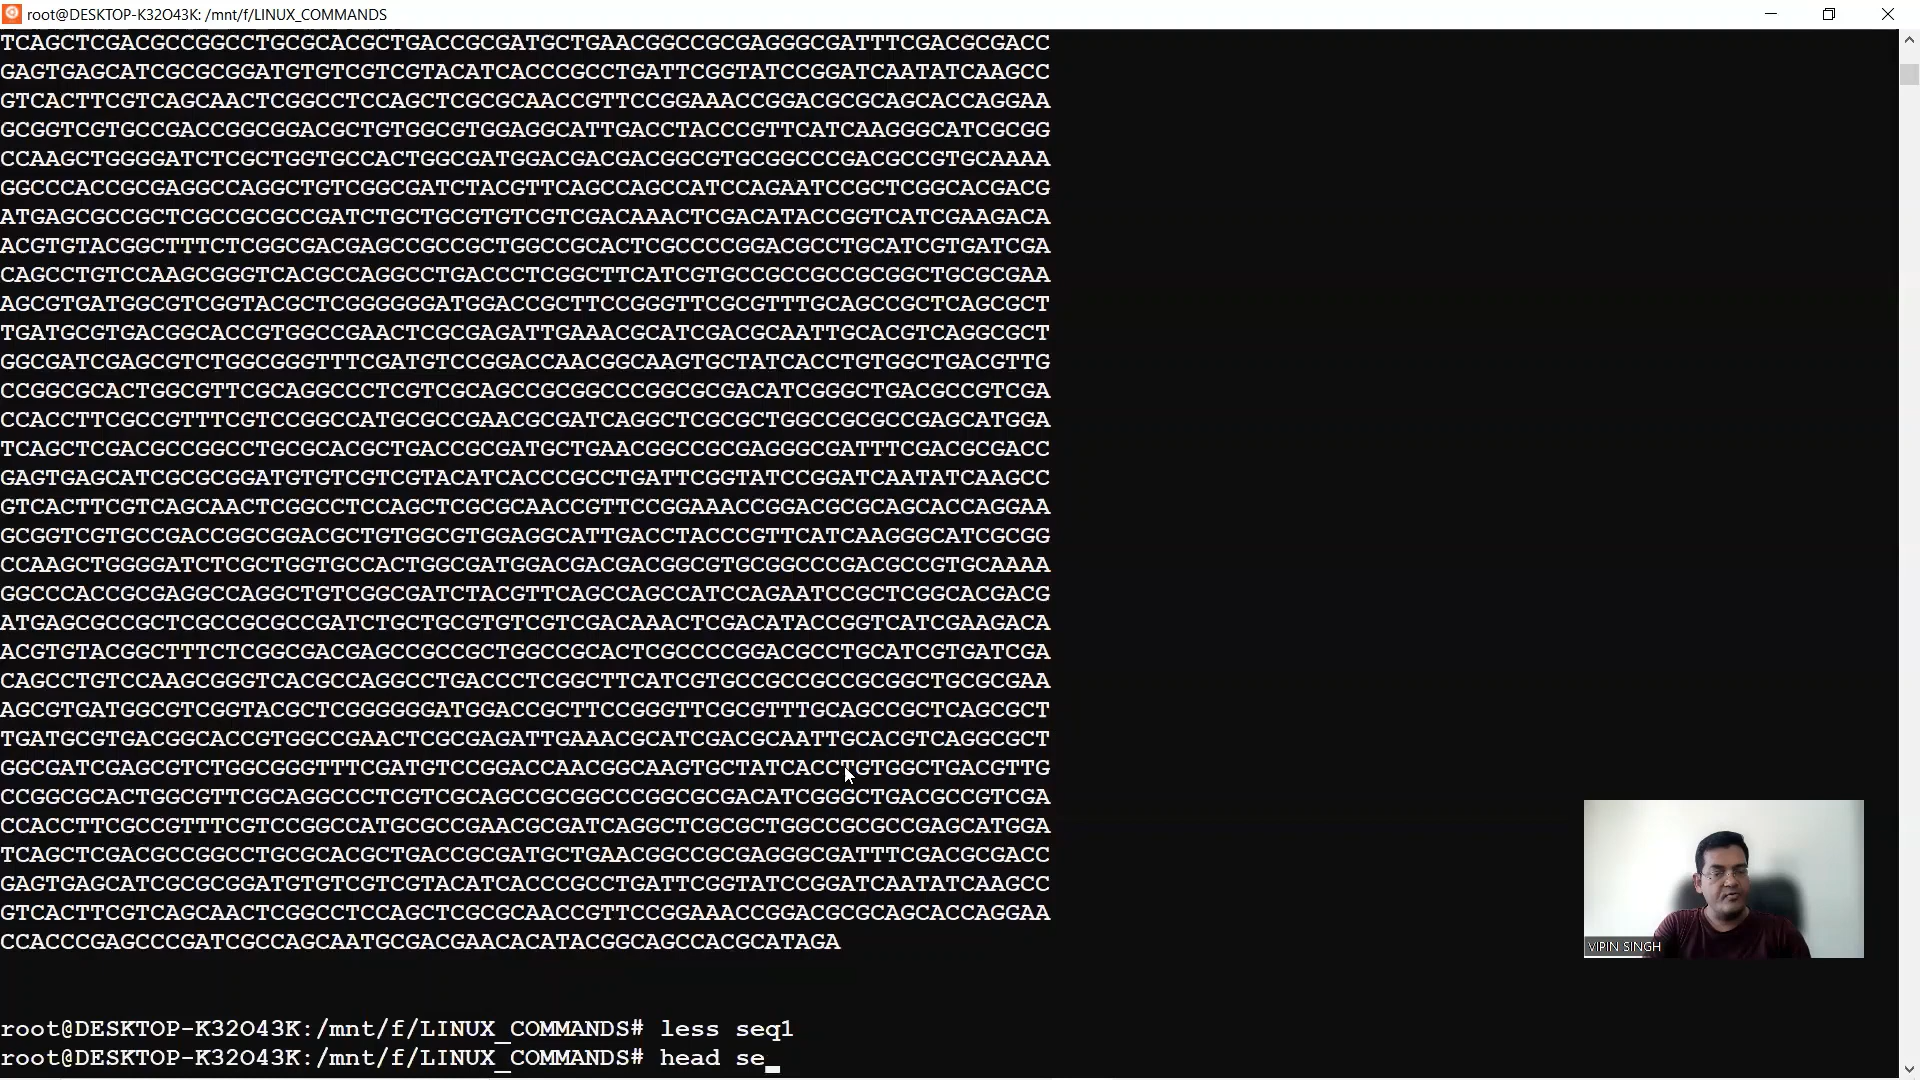 root@DESKTOP-K32O43K: /mnt/f/LINUX_COMMANDS
TCAGCTCGACGCCGGCCTGCGCACGCTGACCGCGATGCTGAACGGCCGCGAGGGCGATTTCGACGCGACC
GAGTGAGCATCGCGCGGATGTGTCGTCGTACATCACCCGCCTGATTCGGTATCCGGATCAATATCAAGCC
GTCACTTCGTCAGCAACTCGGCCTCCAGCTCGCGCAACCGTTCCGGAAACCGGACGCGCAGCACCAGGAA
GCGGTCGTGCCGACCGGCGGACGCTGTGGCGTGGAGGCATTGACCTACCCGTTCATCAAGGGCATCGCGG
CCAAGCTGGGGATCTCGCTGGTGCCACTGGCGATGGACGACGACGGCGTGCGGCCCGACGCCGTGCAAAA
GGCCCACCGCGAGGCCAGGCTGTCGGCGATCTACGTTCAGCCAGCCATCCAGAATCCGCTCGGCACGACG
ATGAGCGCCGCTCGCCGCGCCGATCTGCTGCGTGTCGTCGACAAACTCGACATACCGGTCATCGAAGACA
ACGTGTACGGCTTTCTCGGCGACGAGCCGCCGCTGGCCGCACTCGCCCCGGACGCCTGCATCGTGATCGA
CAGCCTGTCCAAGCGGGTCACGCCAGGCCTGACCCTCGGCTTCATCGTGCCGCCGCCGCGGCTGCGCGAA
AGCGTGATGGCGTCGGTACGCTCGGGGGGATGGACCGCTTCCGGGTTCGCGTTTGCAGCCGCTCAGCGCT
TGATGCGTGACGGCACCGTGGCCGAACTCGCGAGATTGAAACGCATCGACGCAATTGCACGTCAGGCGCT
GGCGATCGAGCGTCTGGCGGGTTTCGATGTCCGGACCAACGGCAAGTGCTATCACCTGTGGCTGACGTTG
CCGGCGCACTGGCGTTCGCAGGCCCTCGTCGCAGCCGCGGCCCGGCGCGACATCGGGCTGACGCCGTCGA
CCACCTTCGCCGTTTCGTCCGGCCATGCGCCGAACGCGATCAGGCTCGCGCTGGCCGCGCCGAGCATGGA
TCAGCTCGACGCCGGCCTGCGCACGCTGACCGCGATGCTGAACGGCCGCGAGGGCGATTTCGACGCGACC
GAGTGAGCATCGCGCGGATGTGTCGTCGTACATCACCCGCCTGATTCGGTATCCGGATCAATATCAAGCC
GTCACTTCGTCAGCAACTCGGCCTCCAGCTCGCGCAACCGTTCCGGAAACCGGACGCGCAGCACCAGGAA
GCGGTCGTGCCGACCGGCGGACGCTGTGGCGTGGAGGCATTGACCTACCCGTTCATCAAGGGCATCGCGG
CCAAGCTGGGGATCTCGCTGGTGCCACTGGCGATGGACGACGACGGCGTGCGGCCCGACGCCGTGCAAAA
GGCCCACCGCGAGGCCAGGCTGTCGGCGATCTACGTTCAGCCAGCCATCCAGAATCCGCTCGGCACGACG
ATGAGCGCCGCTCGCCGCGCCGATCTGCTGCGTGTCGTCGACAAACTCGACATACCGGTCATCGAAGACA
ACGTGTACGGCTTTCTCGGCGACGAGCCGCCGCTGGCCGCACTCGCCCCGGACGCCTGCATCGTGATCGA
CAGCCTGTCCAAGCGGGTCACGCCAGGCCTGACCCTCGGCTTCATCGTGCCGCCGCCGCGGCTGCGCGAA
AGCGTGATGGCGTCGGTACGCTCGGGGGGATGGACCGCTTCCGGGTTCGCGTTTGCAGCCGCTCAGCGCT
TGATGCGTGACGGCACCGTGGCCGAACTCGCGAGATTGAAACGCATCGACGCAATTGCACGTCAGGCGCT
GGCGATCGAGCGTCTGGCGGGTTTCGATGTCCGGACCAACGGCAAGTGCTATCACCTGTGGCTGACGTTG
CCGGCGCACTGGCGTTCGCAGGCCCTCGTCGCAGCCGCGGCCCGGCGCGACATCGGGCTGACGCCGTCGA
CCACCTTCGCCGTTTCGTCCGGCCATGCGCCGAACGCGATCAGGCTCGCGCTGGCCGCGCCGAGCATGGA
TCAGCTCGACGCCGGCCTGCGCACGCTGACCGCGATGCTGAACGGCCGCGAGGGCGATTTCGACGCGACC
GAGTGAGCATCGCGCGGATGTGTCGTCGTACATCACCCGCCTGATTCGGTATCCGGATCAATATCAAGCC
GTCACTTCGTCAGCAACTCGGCCTCCAGCTCGCGCAACCGTTCCGGAAACCGGACGCGCAGCACCAGGAA
CCACCCGAGCCCGATCGCCAGCAATGCGACGAACACATACGGCAGCCACGCATAGA
VIPIN SINGH
root@DESKTOP-K32O43K:/mnt/f/LINUX_COMMANDS# less seq1
root@DESKTOP-K32O43K:/mnt/f/LINUX_COMMANDS# head se